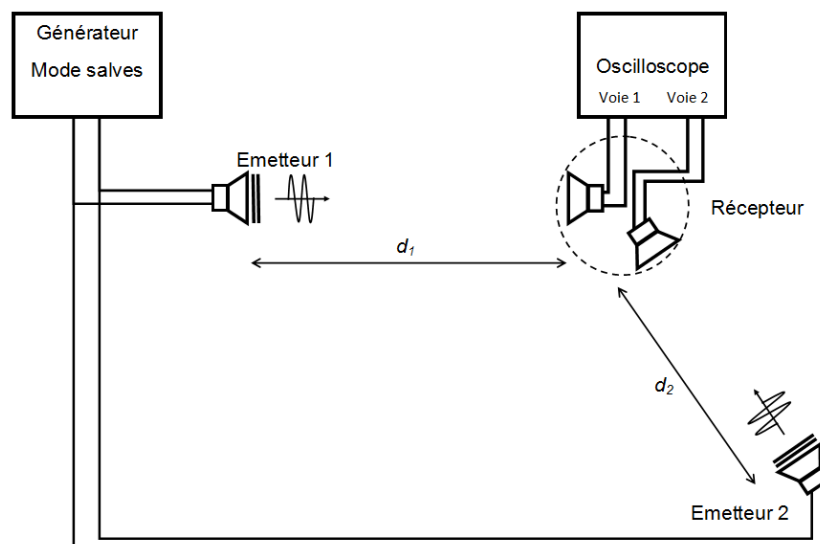 Générateur
Mode salves
Oscilloscope
Voie 1 Voie 2
Emetteur 1
Récepteur
d1
d2
Emetteur 2